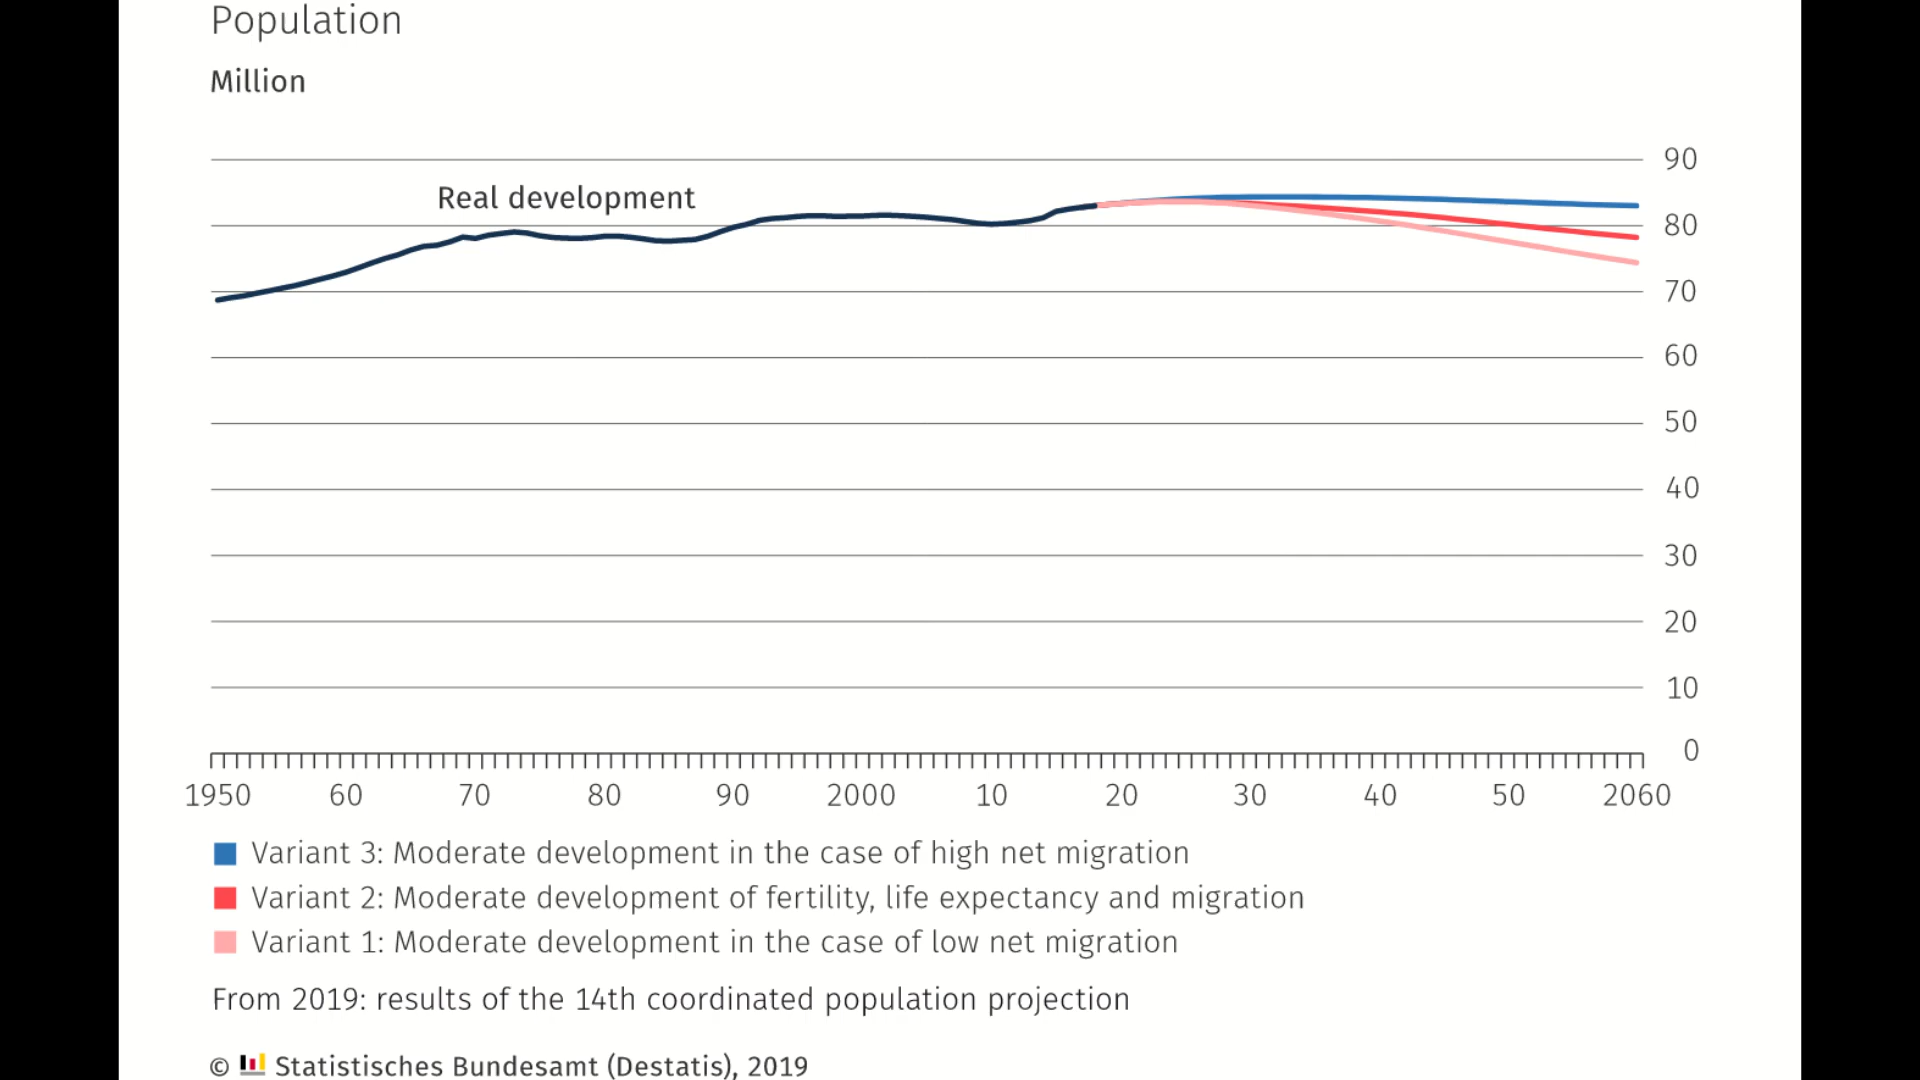 Population
Million
Real development
90
80
70
60
50
40
30
20
10
0
1950 60 70 80 90 2000 10 20 30 40 50 2060
Variant 3: Moderate development in the case of high net migration
Variant 2: Moderate development of fertility, life expectancy and migration
Variant 1: Moderate development in the case of low net migration
From 2019: results of the 14th coordinated population projection
© Statistisches Bundesamt (Destatis), 2019